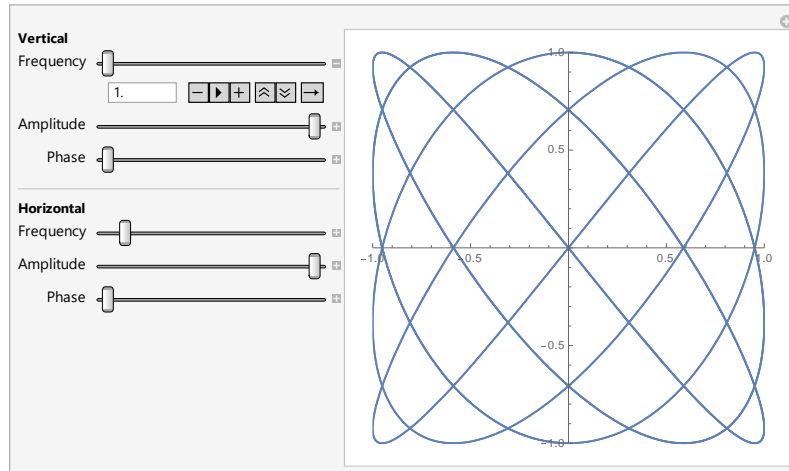 Vertical
Frequency
1.
Amplitude
Phase
Horizontal
Frequency
Amplitude
Phase
1.0
0.5
-1.0
-0.5
0.5
1.0
-0.5
-1.0